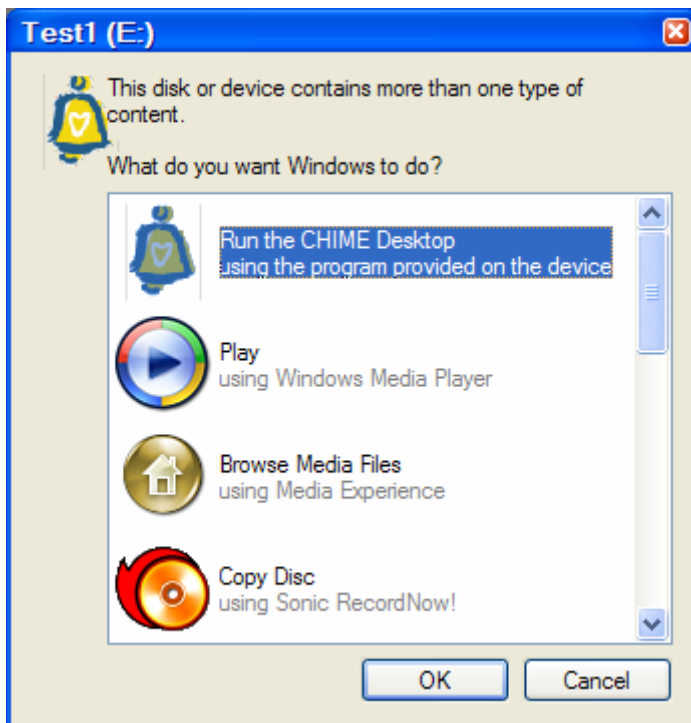 Test1 (E:)
This disk or device contains more than one type of
content.
What do you want Windows to do?
Run the CHIME Desktop
using the program provided on the device
Play
using Windows Media Player
Browse Media Files
using Media Experience
Copy Disc
using Sonic RecordNow!
OK
Cancel